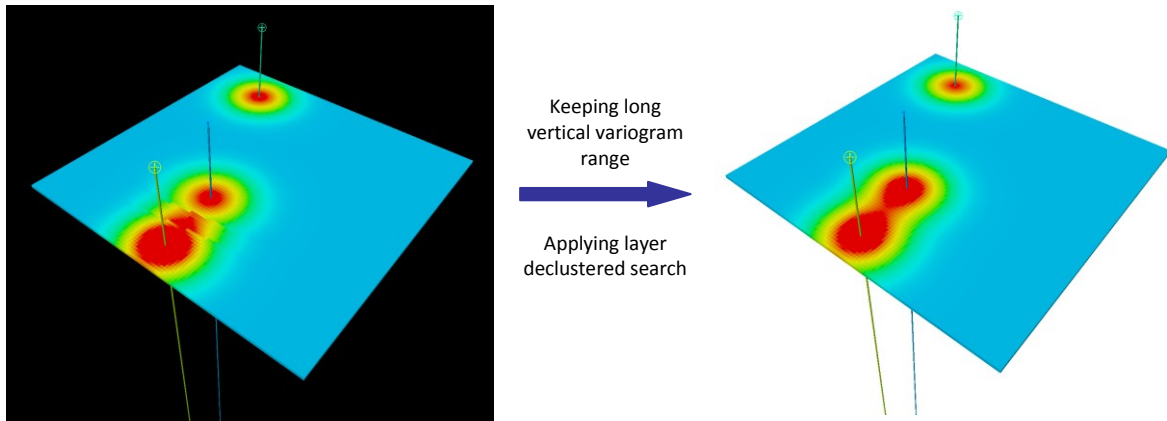 Keeping long
vertical variogram
range
Applying layer
declustered search